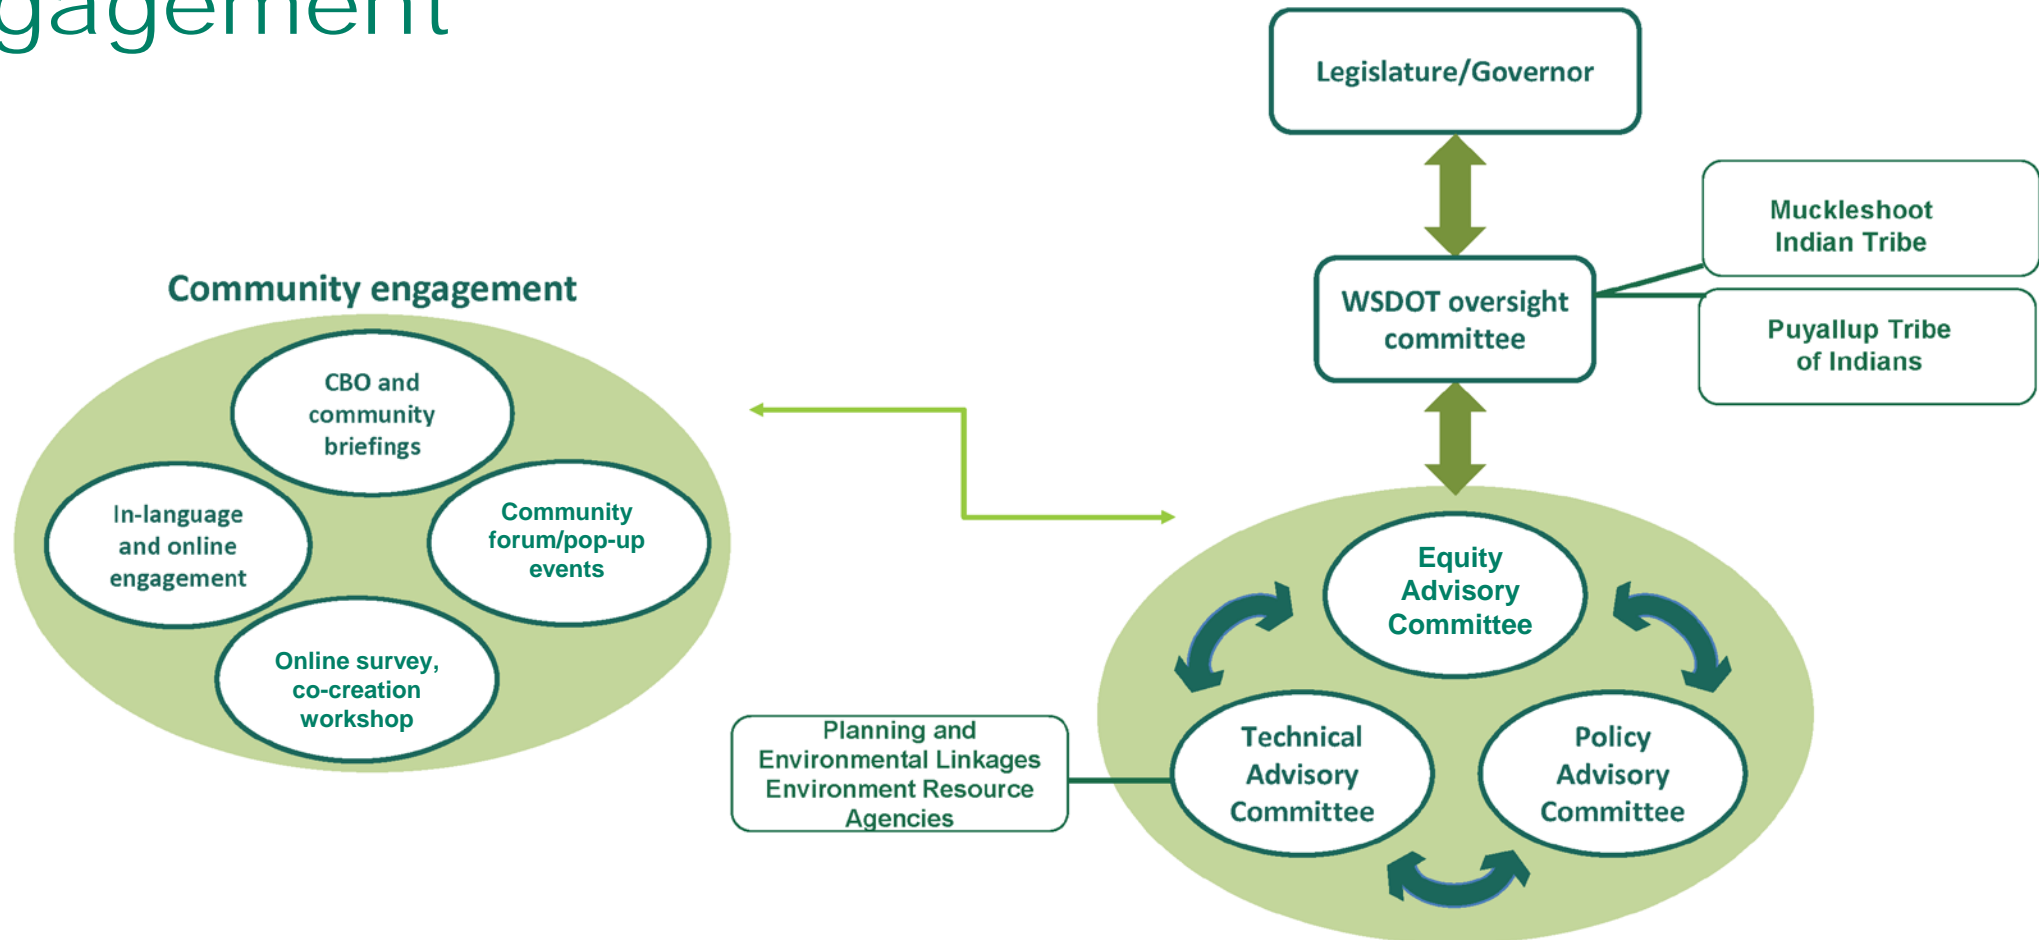 gagement
Legislature/Governor
Muckleshoot
Indian Tribe
WSDOT oversight
committee
Puyallup Tribe
of Indians
Community engagement
CBO and
community
briefings
In-language
and online
engagement
Community
forum/pop-up
events
Online survey,
co-creation
workshop
Equity
Advisory
Committee
Planning and
Environmental Linkages
Environment Resource
Agencies
Technical
Advisory
Committee
Policy
Advisory
Committee